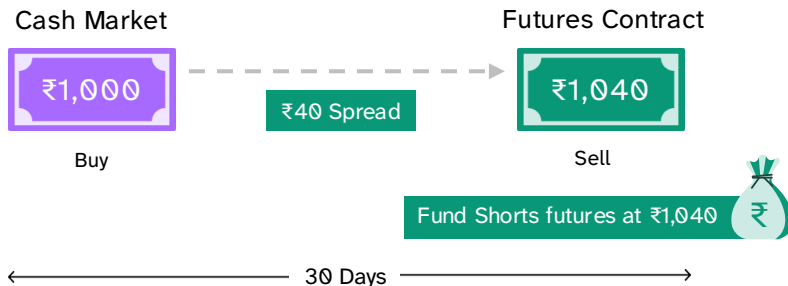 Cash Market
Futures Contract
₹1,000
₹1,040
₹40 Spread
Buy
Sell
Fund Shorts futures at ₹1,040
₹
30 Days